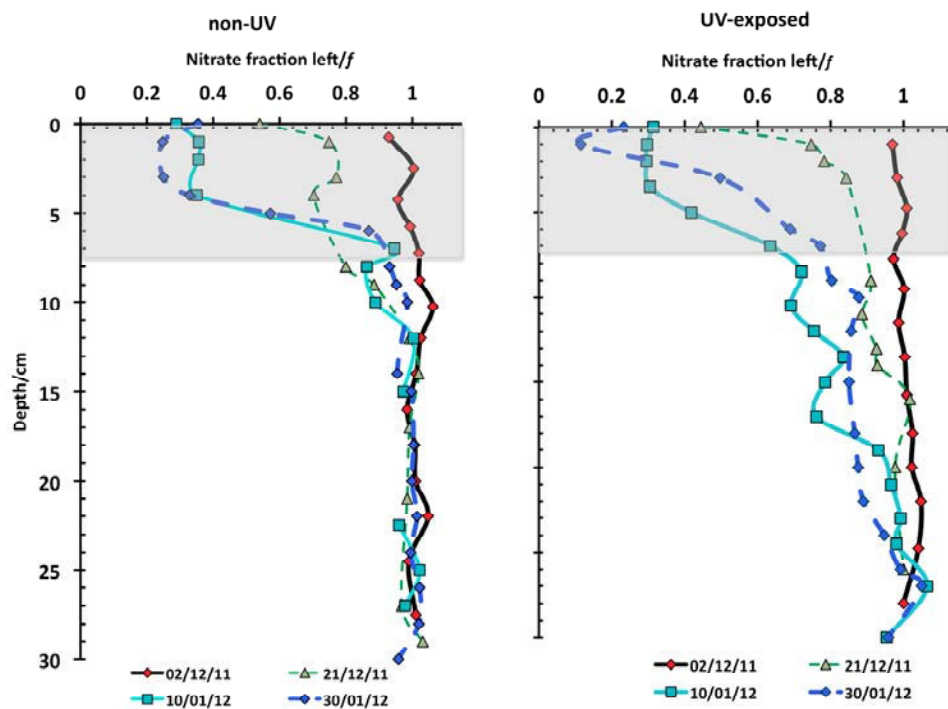 non-UV
Nitrate fraction left/f
0 0.2 0.4 0.6 0.8 1
0
5
10
15
20
25
30
Depth/cm
02/12/11 21/12/11
10/01/12 30/01/12
UV-exposed
Nitrate fraction left/f
0 0.2 0.4 0.6 0.8 1
02/12/11 21/12/11
10/01/12 30/01/12